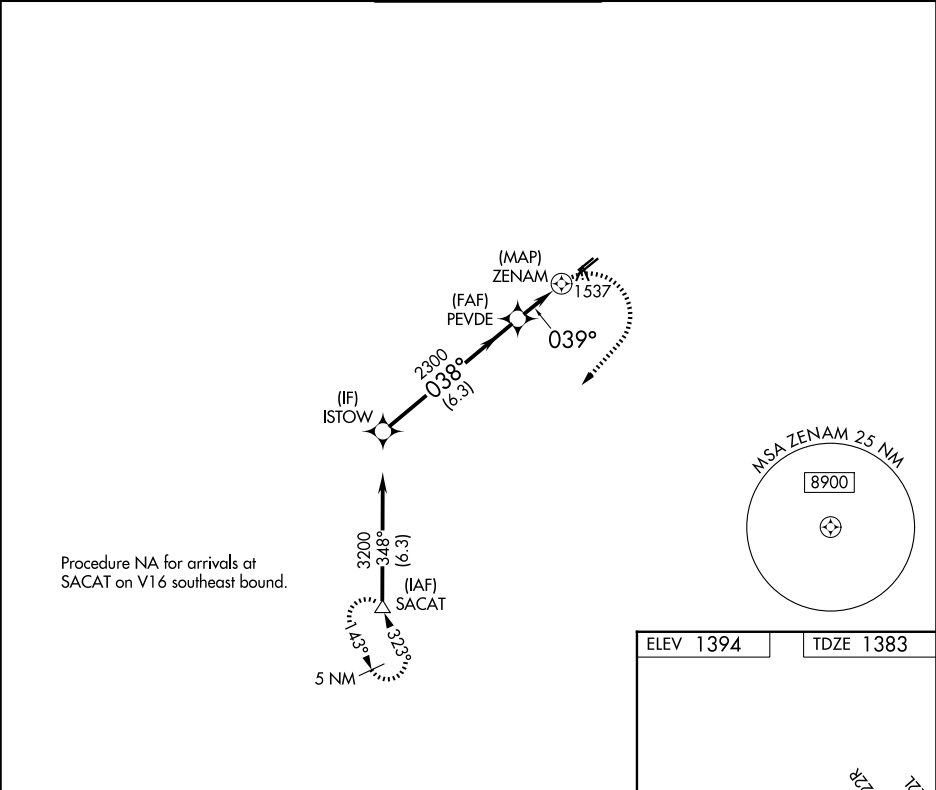 (MAP)
ZENAM
1537
(FAF)
PEVDE
039°
2300
038°
(6.3)
(IF)
ISTOW
MSA ZENAM 25 NM
8900
3200
348°
(6.3)
Procedure NA for arrivals at
SACAT on V16 southeast bound.
(IAF)
SACAT
143°
323°
5 NM
ELEV 1394
TDZE 1383
22R